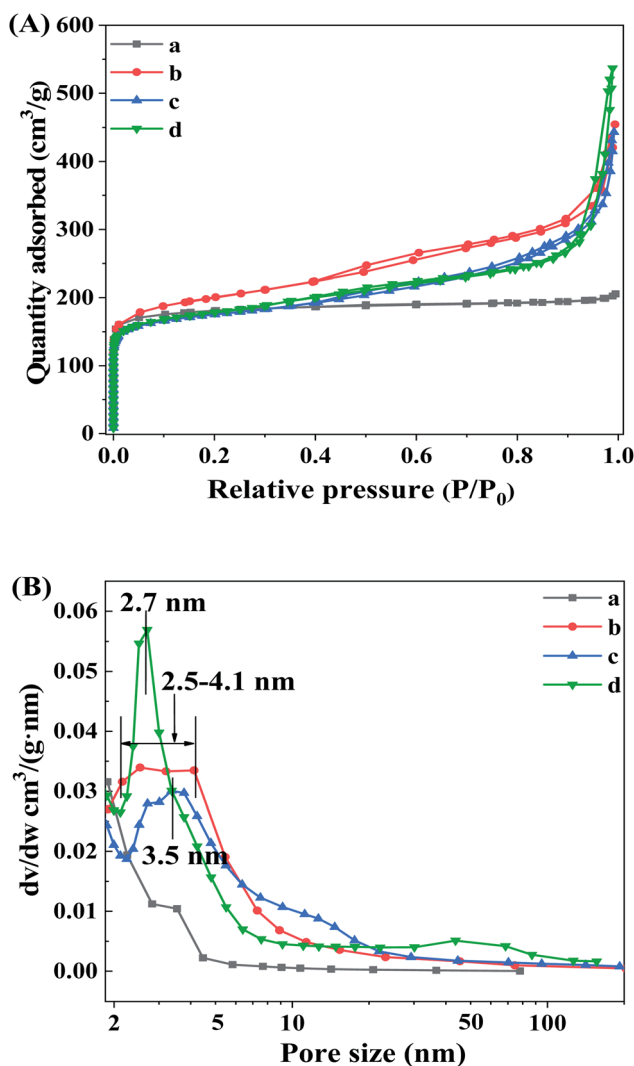 (A)
600
500
400
300
200
100
0
Quantity adsorbed (cm³/g)
a
b
c
d
0.0 0.2 0.4 0.6 0.8 1.0
Relative pressure (P/P₀)
(B)
0.06
0.05
0.04
0.03
0.02
0.01
0.00
dv/dw cm³/(g·nm)
2.7 nm
2.5-4.1 nm
3.5 nm
a
b
c
d
2 5 10 50 100
Pore size (nm)